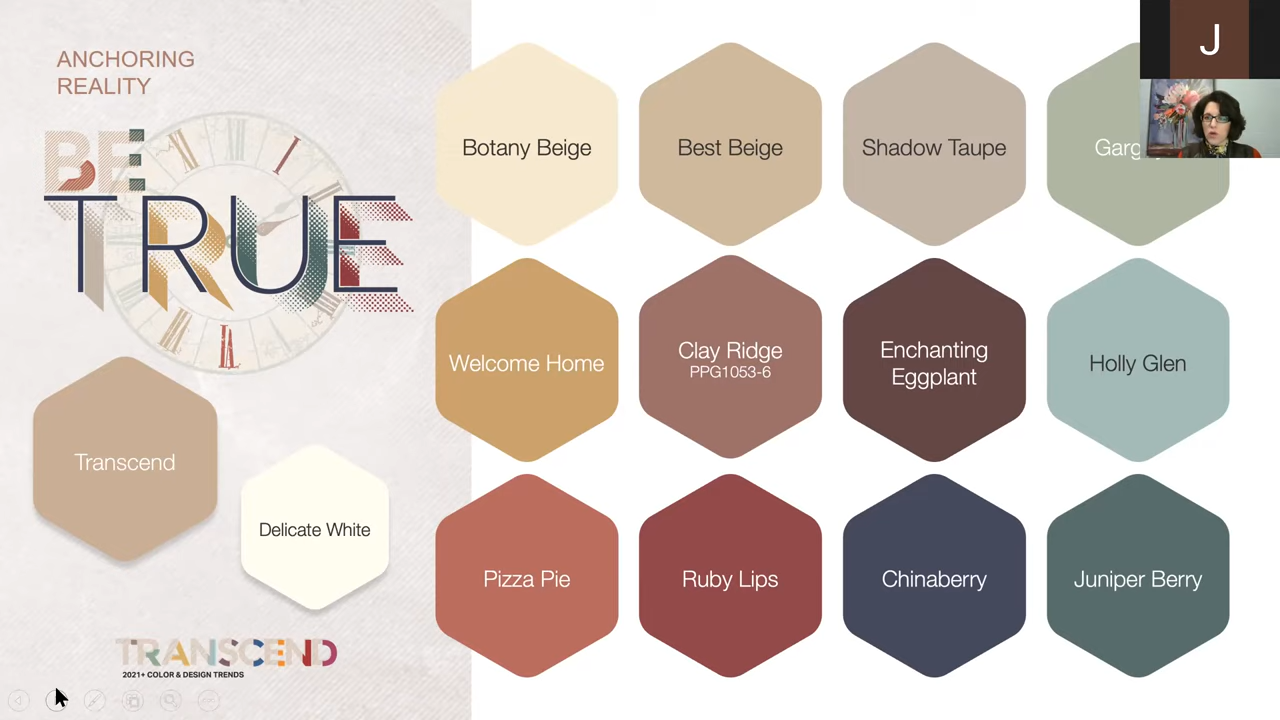 ANCHORING
REALITY
BE
TRUE
Transcend
Delicate White
TRANSCEND
2021+ COLOR & DESIGN TRENDS
Botany Beige
Best Beige
Shadow Taupe
Welcome Home
Clay Ridge
PPG1053-6
Enchanting
Eggplant
Holly Glen
Pizza Pie
Ruby Lips
Chinaberry
Juniper Berry
J